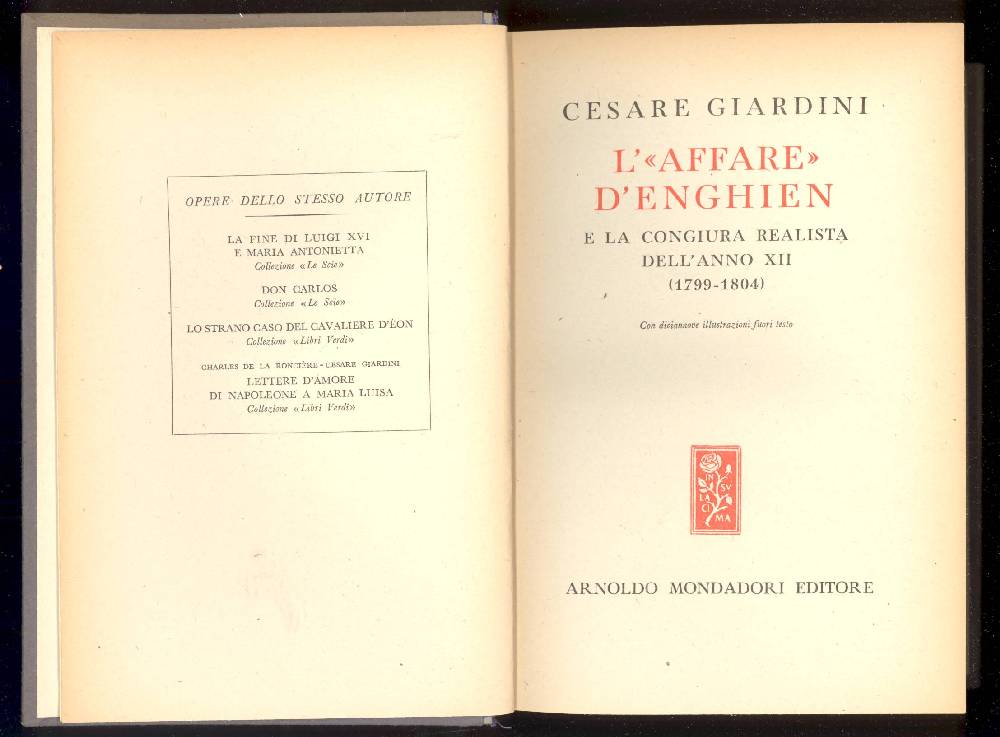 OPERE DELLO STESSO AUTORE
LA FINE DI LUIGI XVI
E MARIA ANTONIETTA
Collezione «Le Scie»
DON CARLOS
Collezione «Le Scie»
LO STRANO CASO DEL CAVALIERE D'ÉON
Collezione «Libri Verdi»
CHARLES DE LA RONCIÈRE - CESARE GIARDINI
LETTERE D'AMORE
DI NAPOLEONE A MARIA LUISA
Collezione «Libri Verdi»
CESARE GIARDINI
L'«AFFARE»
D'ENGHIEN
E LA CONGIURA REALISTA
DELL'ANNO XII
(1799-1804)
Con diciannove illustrazioni fuori testo
IN SV
LA
CI MA
ARNOLDO MONDADORI EDITORE